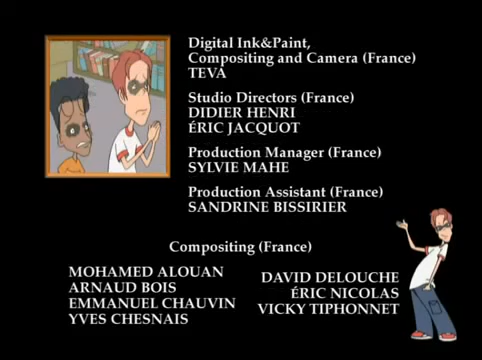 Digital Ink&Paint,
Compositing and Camera (France)
TEVA
Studio Directors (France)
DIDIER HENRI
ÉRIC JACQUOT
Production Manager (France)
SYLVIE MAHE
Production Assistant (France)
SANDRINE BISSIRIER
Compositing (France)
MOHAMED ALOUAN
ARNAUD BOIS
EMMANUEL CHAUVIN
YVES CHESNAIS
DAVID DELOUCHE
ÉRIC NICOLAS
VICKY TIPHONNET